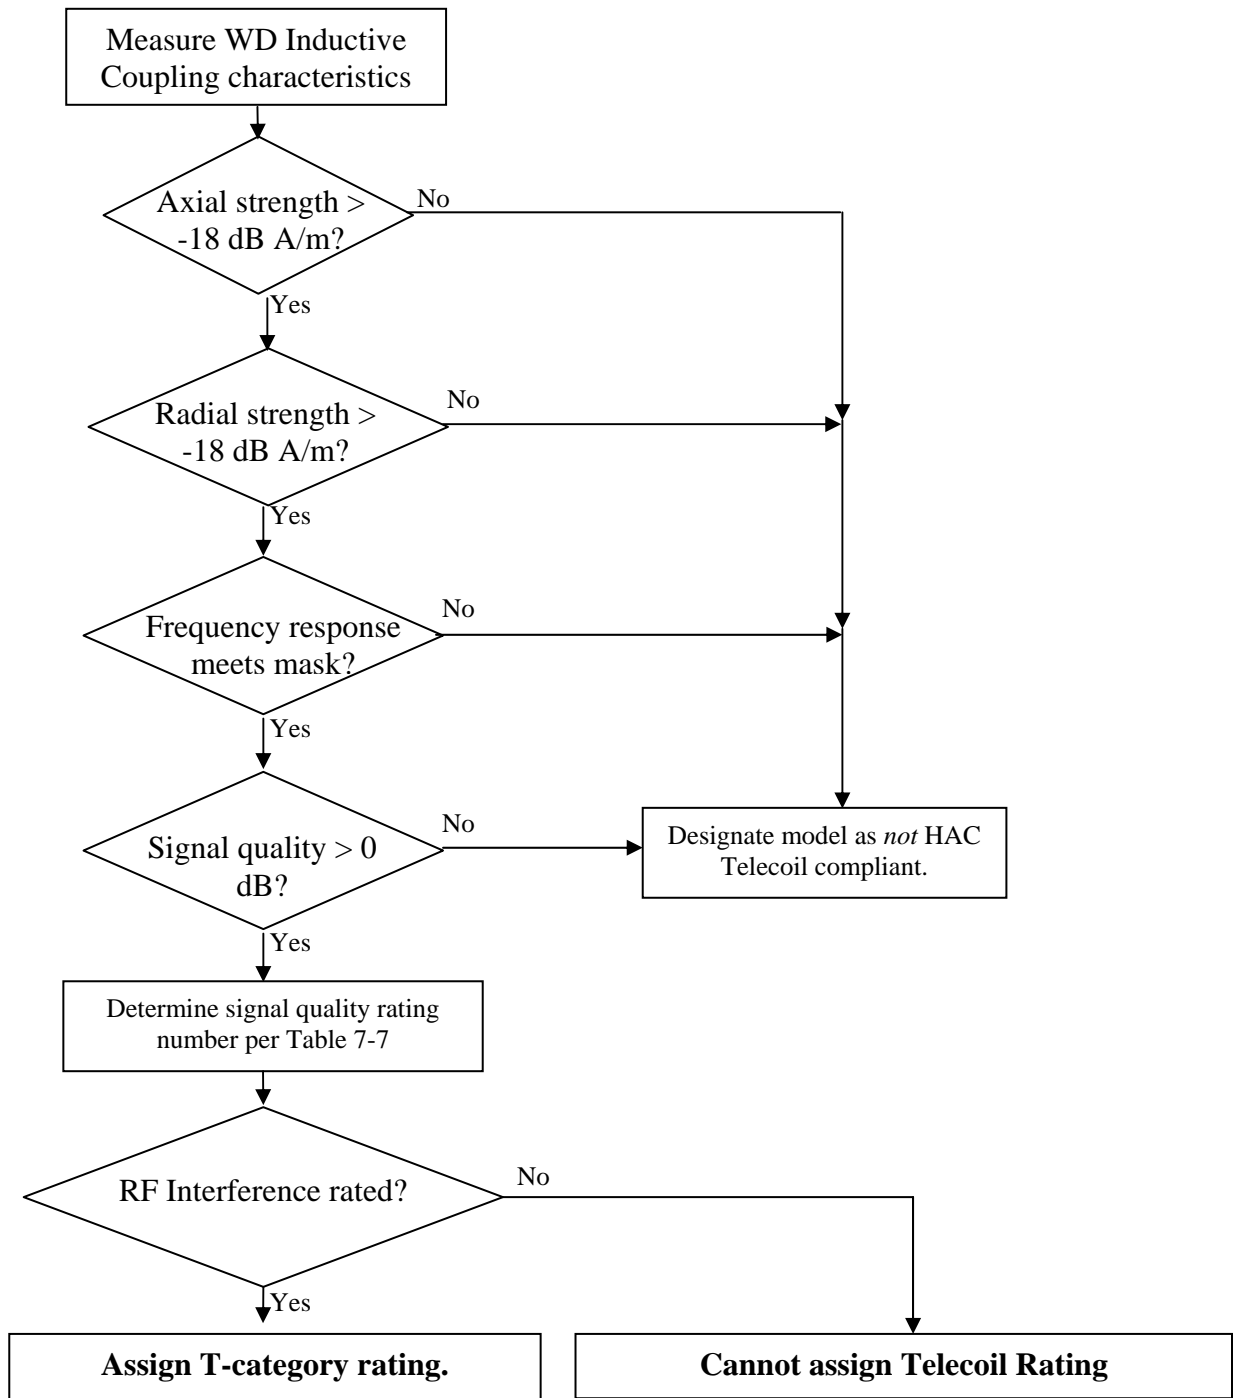 Measure WD Inductive
Coupling characteristics
Axial strength >
-18 dB A/m?
No
Yes
Radial strength >
-18 dB A/m?
No
Yes
Frequency response
meets mask?
No
Yes
Signal quality > 0
dB?
No
Designate model as not HAC
Telecoil compliant.
Yes
Determine signal quality rating
number per Table 7-7
RF Interference rated?
No
Yes
Assign T-category rating.
Cannot assign Telecoil Rating